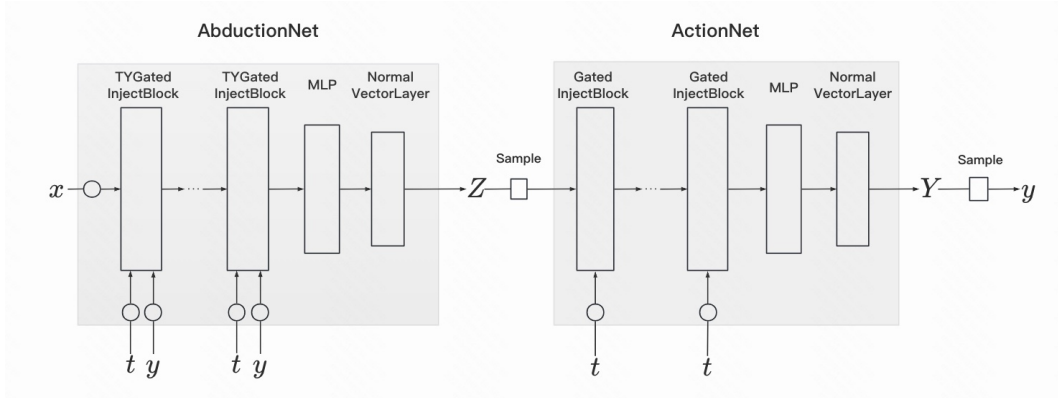 AbductionNet
ActionNet
TYGated
InjectBlock
TYGated
InjectBlock
MLP
Normal
VectorLayer
Gated
InjectBlock
Gated
InjectBlock
MLP
Normal
VectorLayer
x
...
Z
Sample
...
Y
Sample
y
t y
t y
t
t